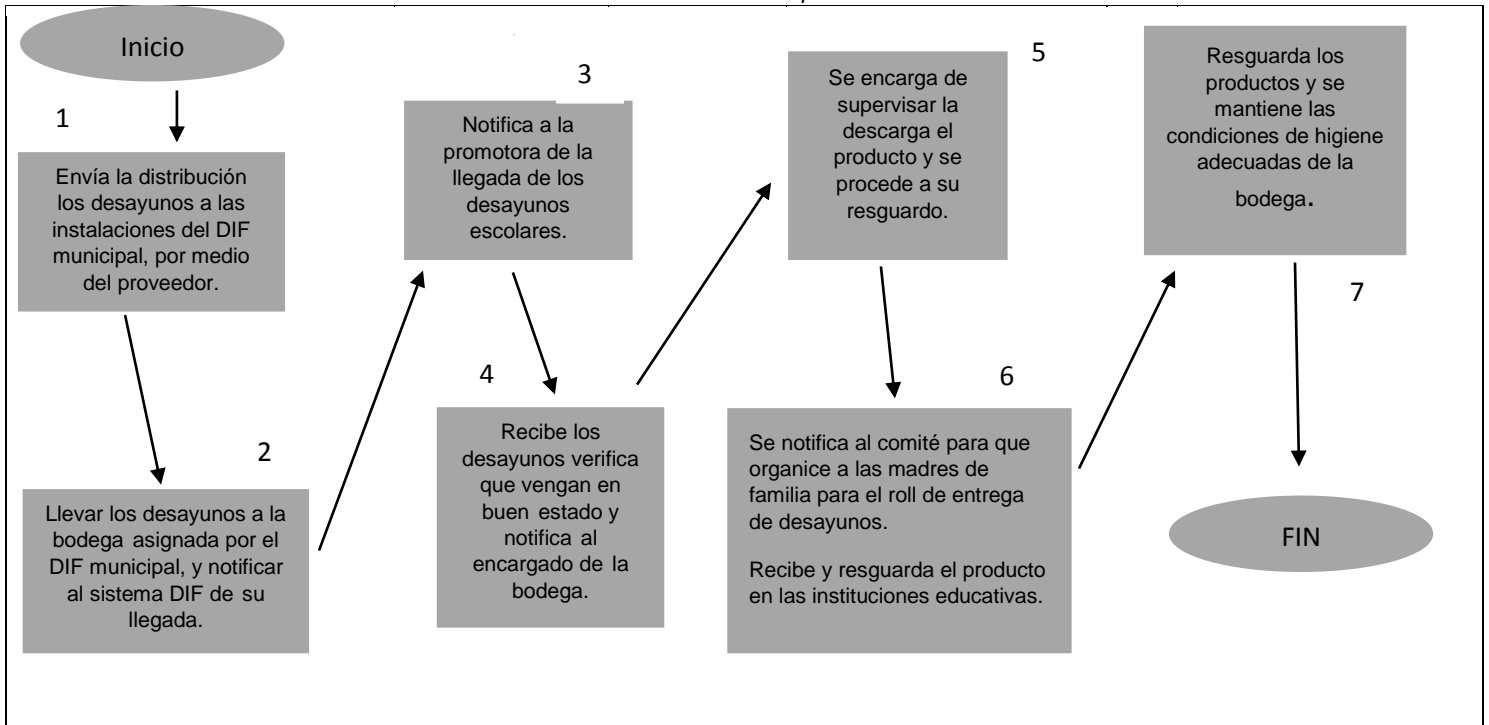 Inicio
1
Envía la distribución
los desayunos a las
instalaciones del DIF
municipal, por medio
del proveedor.
2
Llevar los desayunos a la
bodega asignada por el
DIF municipal, y notificar
al sistema DIF de su
llegada.
3
Notifica a la
promotora de la
llegada de los
desayunos
escolares.
4
Recibe los
desayunos verifica
que vengan en
buen estado y
notifica al
encargado de la
bodega.
5
Se encarga de
supervisar la
descarga el
producto y se
procede a su
resguardo.
6
Se notifica al comité para que
organice a las madres de
familia para el roll de entrega
de desayunos.
Recibe y resguarda el producto
en las instituciones educativas.
Resguarda los
productos y se
mantiene las
condiciones de higiene
adecuadas de la
bodega.
7
FIN